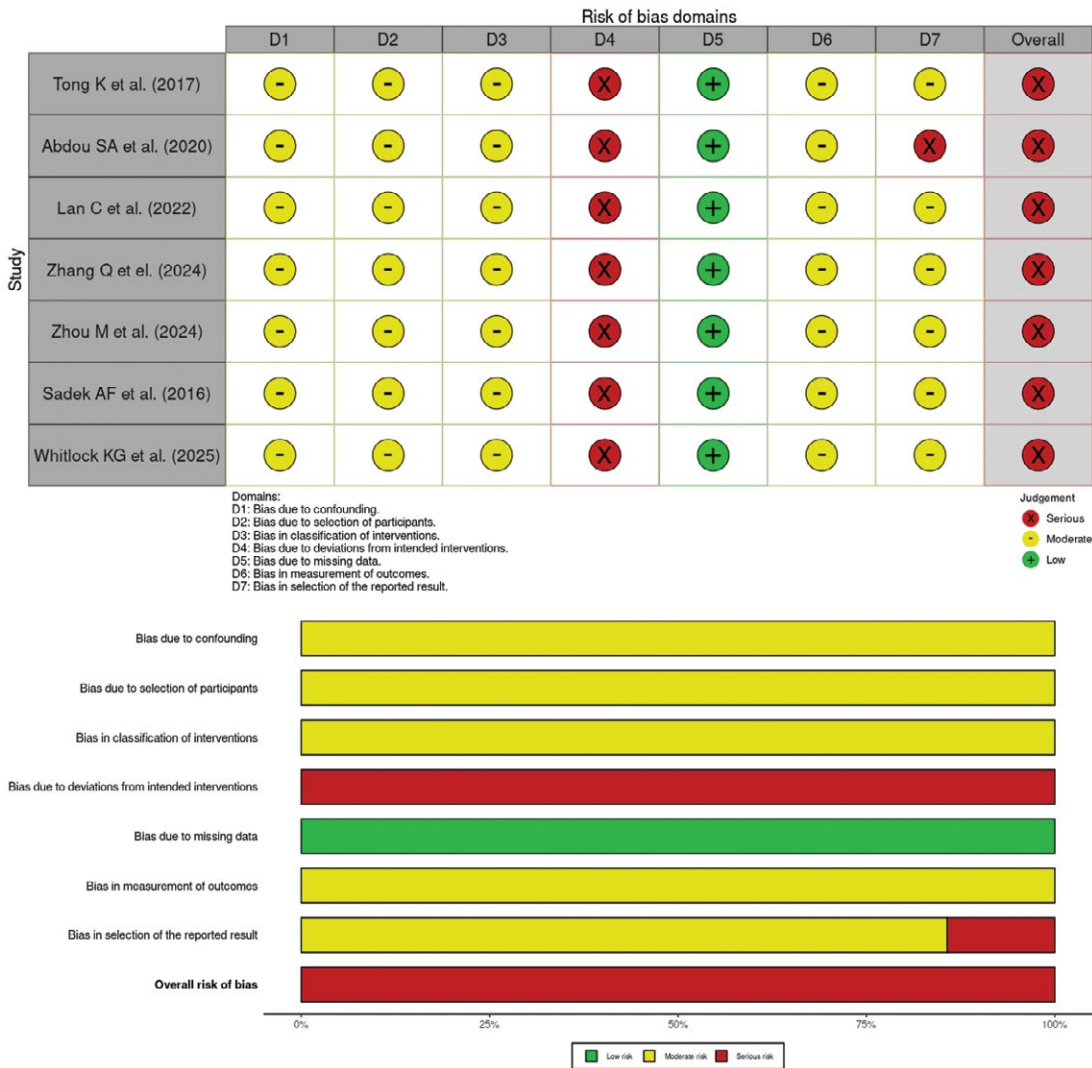 Risk of bias domains
D1 D2 D3 D4 D5 D6 D7 Overall
Study
Tong K et al. (2017) - - - X + - - X
Abdou SA et al. (2020) - - - X + - X X
Lan C et al. (2022) - - - X + - - X
Zhang Q et el. (2024) - - - X + - - X
Zhou M et al. (2024) - - - X + - - X
Sadek AF et al. (2016) - - - X + - - X
Whitlock KG et al. (2025) - - - X + - - X
Domains:
D1: Bias due to confounding.
D2: Bias due to selection of participants.
D3: Bias in classification of interventions.
D4: Bias due to deviations from intended interventions.
D5: Bias due to missing data.
D6: Bias in measurement of outcomes.
D7: Bias in selection of the reported result.
Judgement
X Serious
- Moderate
+ Low
Bias due to confounding
Bias due to selection of participants
Bias in classification of interventions
Bias due to deviations from intended interventions
Bias due to missing data
Bias in measurement of outcomes
Bias in selection of the reported result
Overall risk of bias
0% 25% 50% 75% 100%
Low risk Moderate risk Serious risk